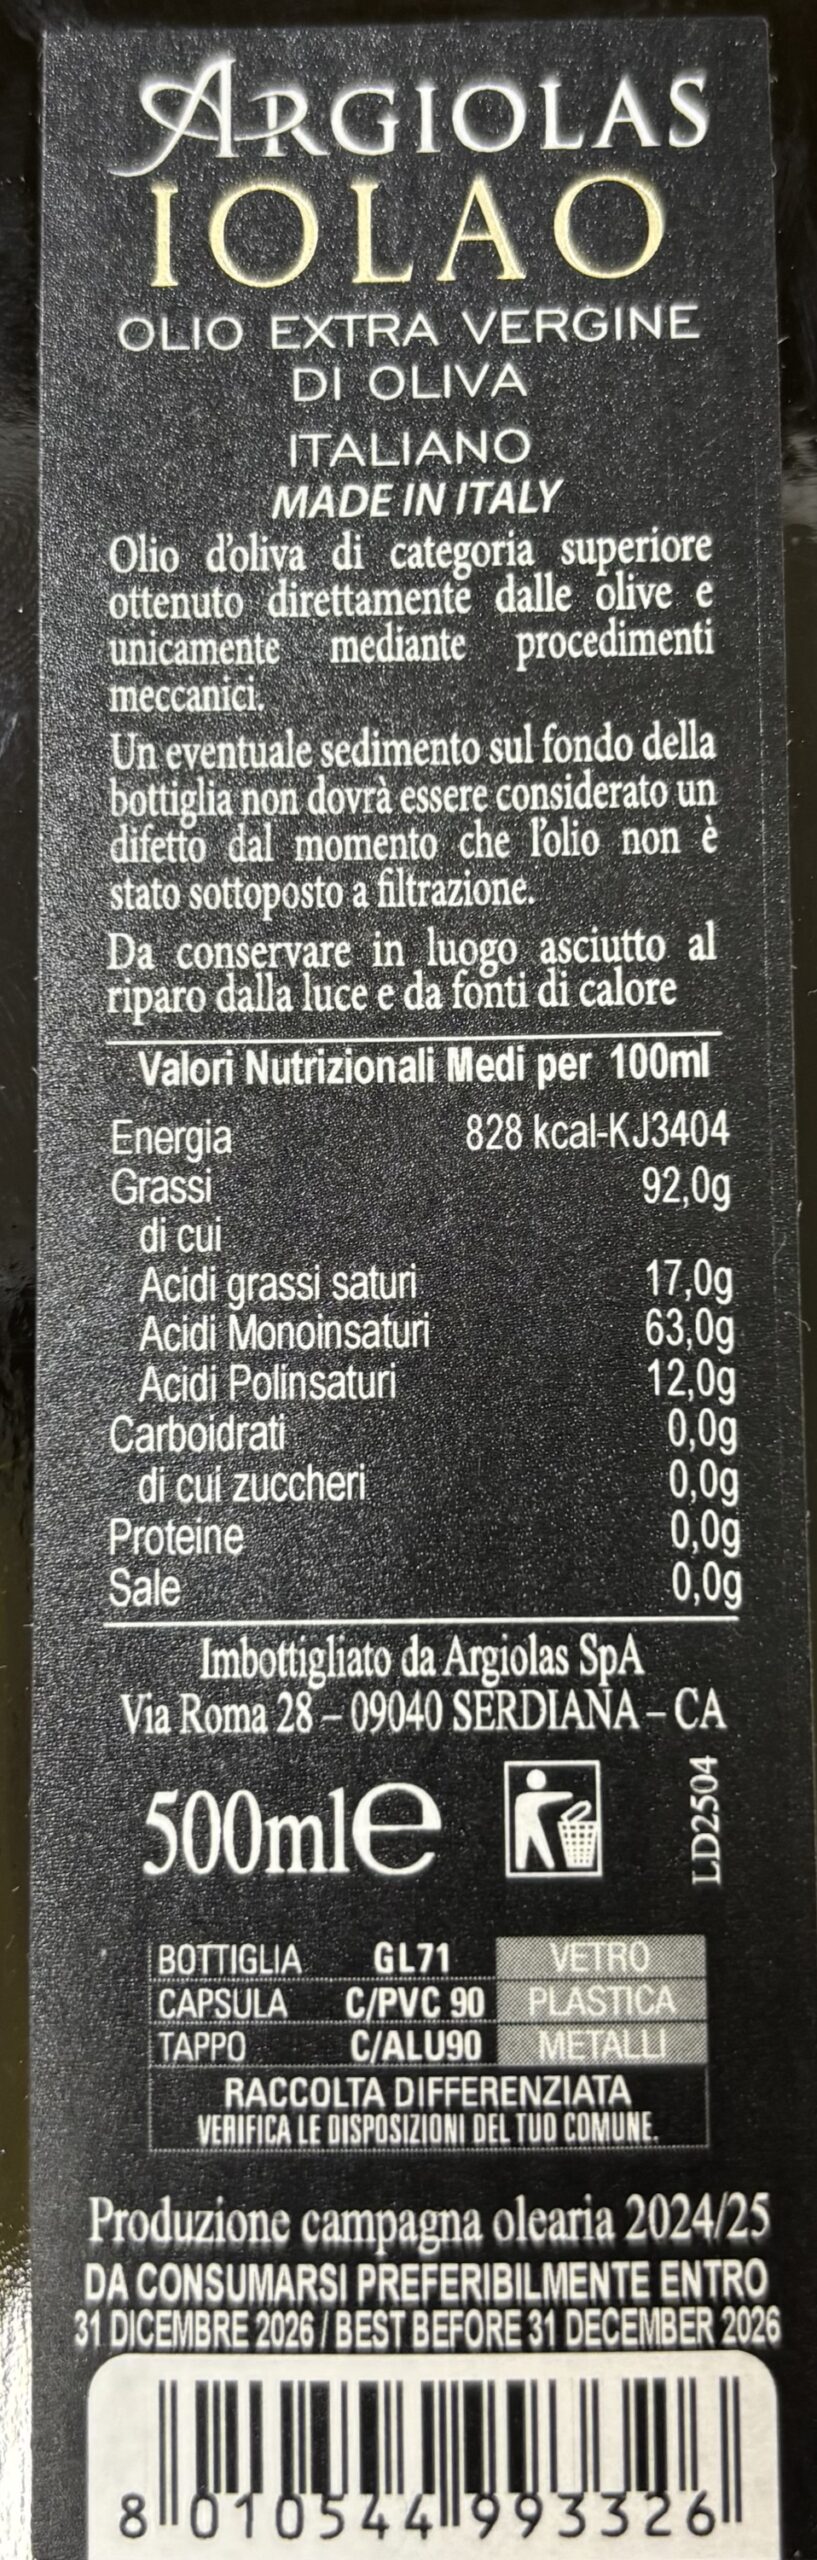 ARGIOLAS
IOLAO
OLIO EXTRA VERGINE
DI OLIVA
ITALIANO
MADE IN ITALY
Olio d'oliva di categoria superiore
ottenuto direttamente dalle olive e
unicamente mediante procedimenti
meccanici.
Un eventuale sedimento sul fondo della
bottiglia non dovrà essere considerato un
difetto dal momento che l'olio non è
stato sottoposto a filtrazione.
Da conservare in luogo asciutto al
riparo dalla luce e da fonti di calore
Valori Nutrizionali Medi per 100ml
Energia 828 kcal-KJ3404
Grassi 92,0g
di cui
Acidi grassi saturi 17,0g
Acidi Monoinsaturi 63,0g
Acidi Polinsaturi 12,0g
Carboidrati 0,0g
di cui zuccheri 0,0g
Proteine 0,0g
Sale 0,0g
Imbottigliato da Argiolas SpA
Via Roma 28 – 09040 SERDIANA – CA
500ml e
LD2504
BOTTIGLIA GL71 VETRO
CAPSULA C/PVC 90 PLASTICA
TAPPO C/ALU90 METALLI
RACCOLTA DIFFERENZIATA
VERIFICA LE DISPOSIZIONI DEL TUO COMUNE.
Produzione campagna olearia 2024/25
DA CONSUMARSI PREFERIBILMENTE ENTRO
31 DICEMBRE 2026 / BEST BEFORE 31 DECEMBER 2026
8 010544 993326